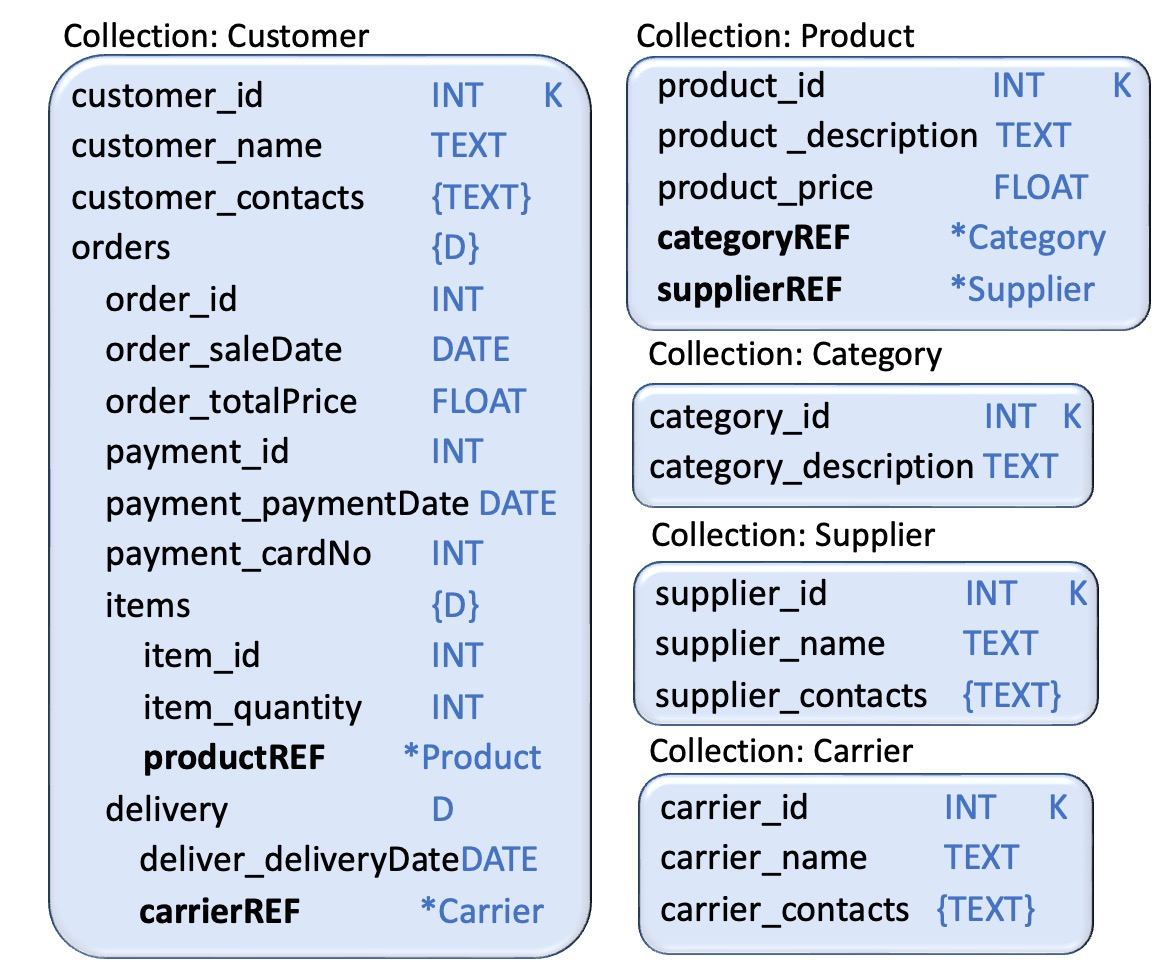 Collection: Customer
customer_id INT K
customer_name TEXT
customer_contacts {TEXT}
orders {D}
order_id INT
order_saleDate DATE
order_totalPrice FLOAT
payment_id INT
payment_paymentDate DATE
payment_cardNo INT
items {D}
item_id INT
item_quantity INT
productREF *Product
delivery D
deliver_deliveryDate DATE
carrierREF *Carrier
Collection: Product
product_id INT K
product _description TEXT
product_price FLOAT
categoryREF *Category
supplierREF *Supplier
Collection: Category
category_id INT K
category_description TEXT
Collection: Supplier
supplier_id INT K
supplier_name TEXT
supplier_contacts {TEXT}
Collection: Carrier
carrier_id INT K
carrier_name TEXT
carrier_contacts {TEXT}